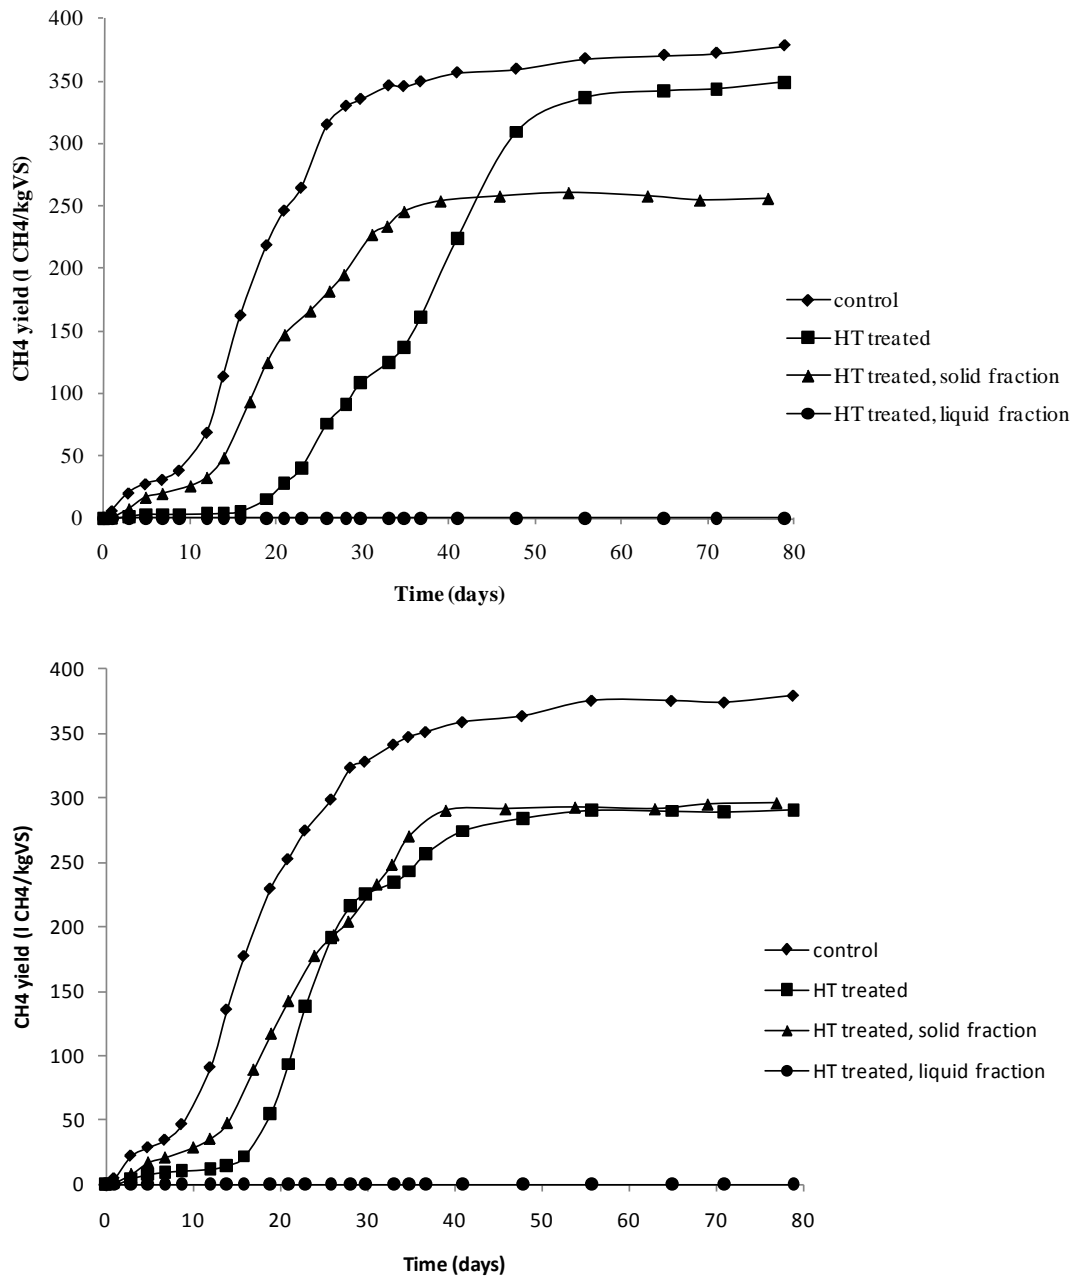 400
350
300
250
200
150
100
50
0
CH4 yield (l CH4/kgVS)
0 10 20 30 40 50 60 70 80
Time (days)
control
HT treated
HT treated, solid fraction
HT treated, liquid fraction
400
350
300
250
200
150
100
50
0
CH4 yield (l CH4/kgVS)
0 10 20 30 40 50 60 70 80
Time (days)
control
HT treated
HT treated, solid fraction
HT treated, liquid fraction